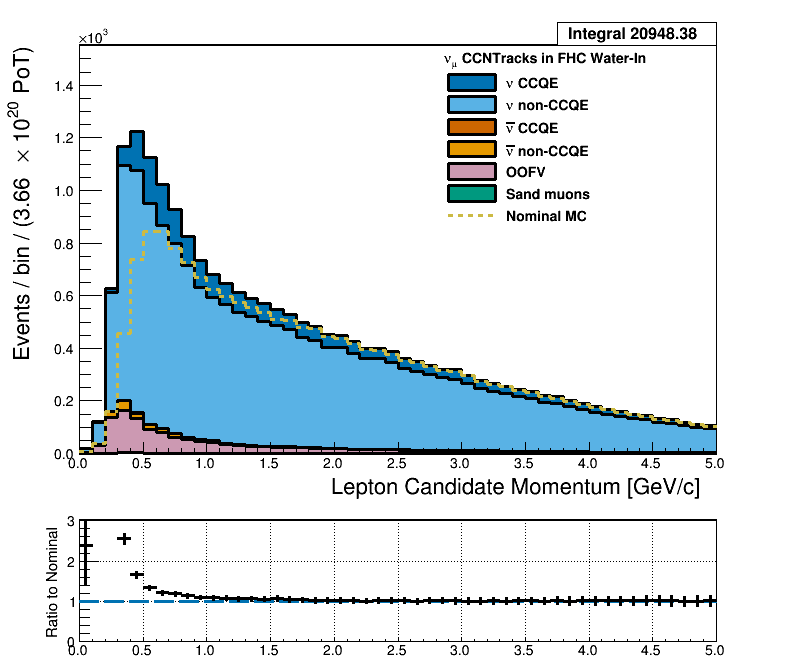 Integral 20948.38
×10³
ν_μ CCNTracks in FHC Water-In
ν CCQE
ν non-CCQE
ν̅ CCQE
ν̅ non-CCQE
OOFV
Sand muons
Nominal MC
Events / bin / (3.66 × 10²⁰ PoT)
1.4
1.2
1.0
0.8
0.6
0.4
0.2
0.0
0.0 0.5 1.0 1.5 2.0 2.5 3.0 3.5 4.0 4.5 5.0
Lepton Candidate Momentum [GeV/c]
Ratio to Nominal
3
2
1
0
0.0 0.5 1.0 1.5 2.0 2.5 3.0 3.5 4.0 4.5 5.0